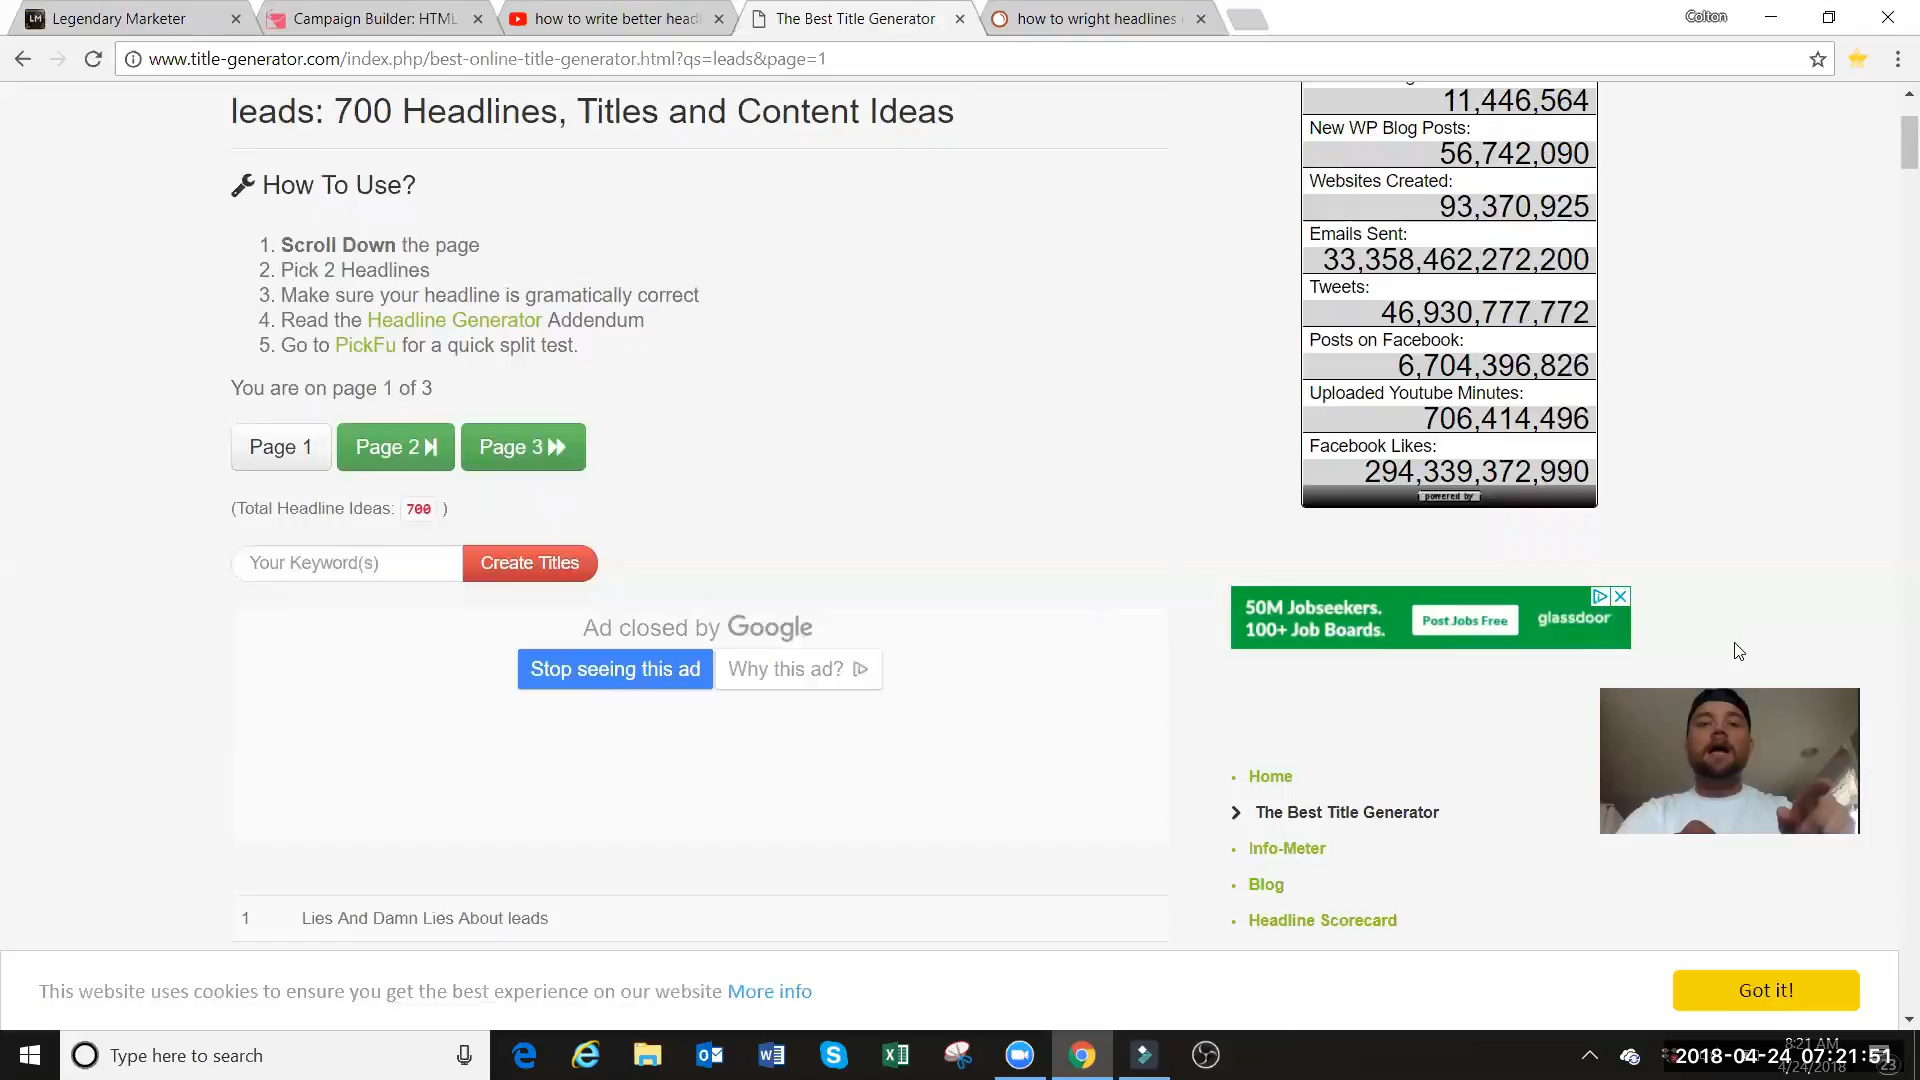 Legendary Marketer
Campaign Builder: HTML
how to write better headl
The Best Title Generator
how to wright headlines
Colton
www.title-generator.com/index.php/best-online-title-generator.html?qs=leads&page=1
leads: 700 Headlines, Titles and Content Ideas
How To Use?
1. Scroll Down the page
2. Pick 2 Headlines
3. Make sure your headline is gramatically correct
4. Read the Headline Generator Addendum
5. Go to PickFu for a quick split test.
You are on page 1 of 3
Page 1
Page 2
Page 3
(Total Headline Ideas: 700 )
Your Keyword(s)
Create Titles
Ad closed by Google
Stop seeing this ad
Why this ad?
1 Lies And Damn Lies About leads
11,446,564
New WP Blog Posts:
56,742,090
Websites Created:
93,370,925
Emails Sent:
33,358,462,272,200
Tweets:
46,930,777,772
Posts on Facebook:
6,704,396,826
Uploaded Youtube Minutes:
706,414,496
Facebook Likes:
294,339,372,990
powered by
50M Jobseekers.
100+ Job Boards.
Post Jobs Free
glassdoor
Home
The Best Title Generator
Info-Meter
Blog
Headline Scorecard
This website uses cookies to ensure you get the best experience on our website More info
Got it!
Type here to search
8:21 AM
2018-04-24 07:21:51
4/24/2018
23